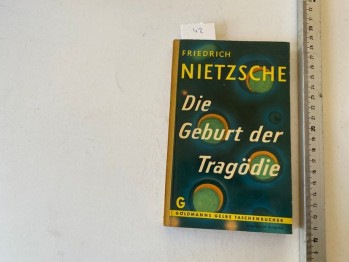 42
FRIEDRICH
NIETZSCHE
Die
Geburt der
Tragödie
G
GOLDMANNS GELBE TASCHENBÜCHER